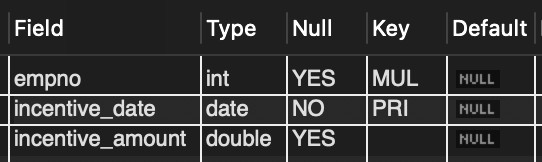 Field Type Null Key Default
empno int YES MUL NULL
incentive_date date NO PRI NULL
incentive_amount double YES NULL